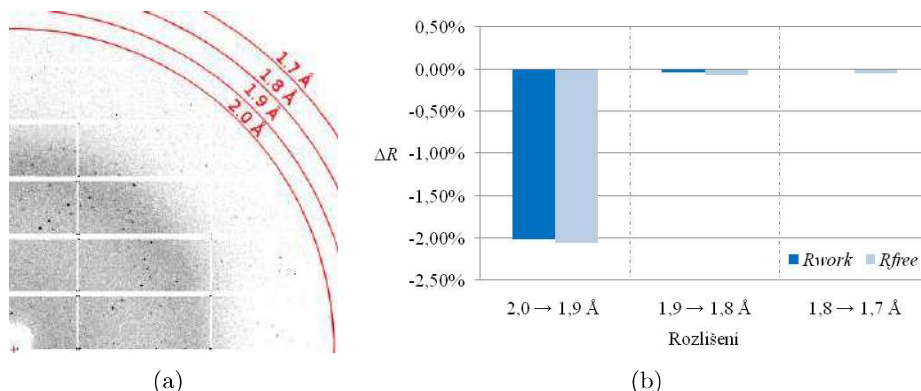 1.7 Å
1.8 Å
1.9 Å
2.0 Å
(a)
0,50%
0,00%
-0,50%
-1,00%
-1,50%
-2,00%
-2,50%
ΔR
Rwork Rfree
2,0 → 1,9 Å 1,9 → 1,8 Å 1,8 → 1,7 Å
Rozlišení
(b)